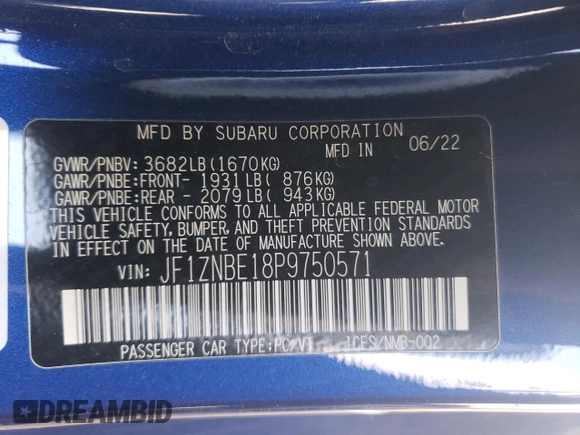 MFD BY SUBARU CORPORATION
MFD IN 06/22
GVWR/PNBV: 3682LB(1670KG)
GAWR/PNBE:FRONT- 1931LB( 876KG)
GAWR/PNBE:REAR - 2079LB( 943KG)
THIS VEHICLE CONFORMS TO ALL APPLICABLE FEDERAL MOTOR
VEHICLE SAFETY, BUMPER, AND THEFT PREVENTION STANDARDS
IN EFFECT ON THE DATE OF MANUFACTURE SHOWN ABOVE.
VIN: JF1ZNBE18P9750571
PASSENGER CAR TYPE:PC/VT ICES/NMB-002
DREAMBID